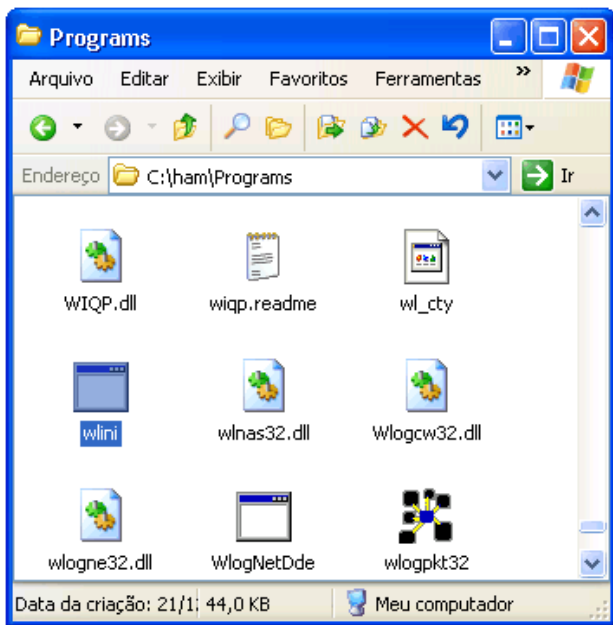 Programs
Arquivo Editar Exibir Favoritos Ferramentas »
Endereço C:\ham\Programs Ir
WIQP.dll wiqp.readme wl_cty
wlini wlnas32.dll Wlogcw32.dll
wlogne32.dll WlogNetDde wlogpkt32
Data da criação: 21/1 44,0 KB Meu computador